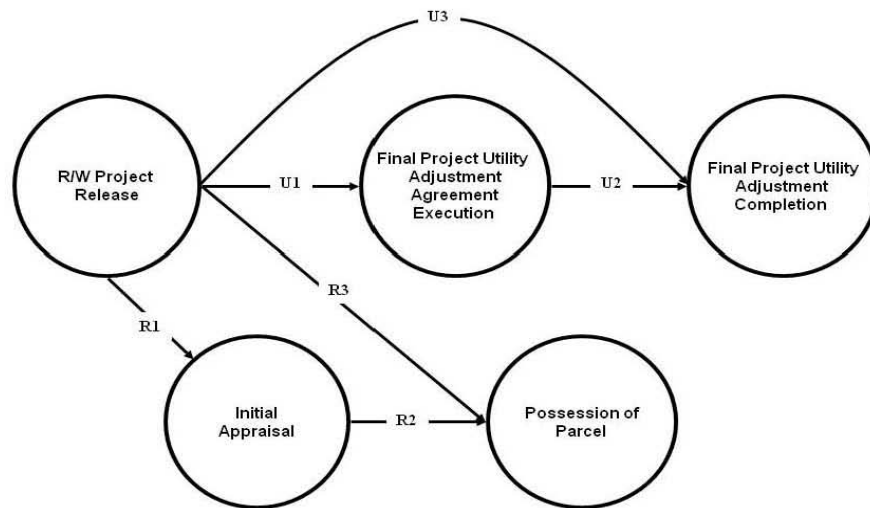 U3
R/W Project
Release
U1
Final Project Utility
Adjustment
Agreement
Execution
U2
Final Project Utility
Adjustment
Completion
R3
R1
Initial
Appraisal
R2
Possession of
Parcel